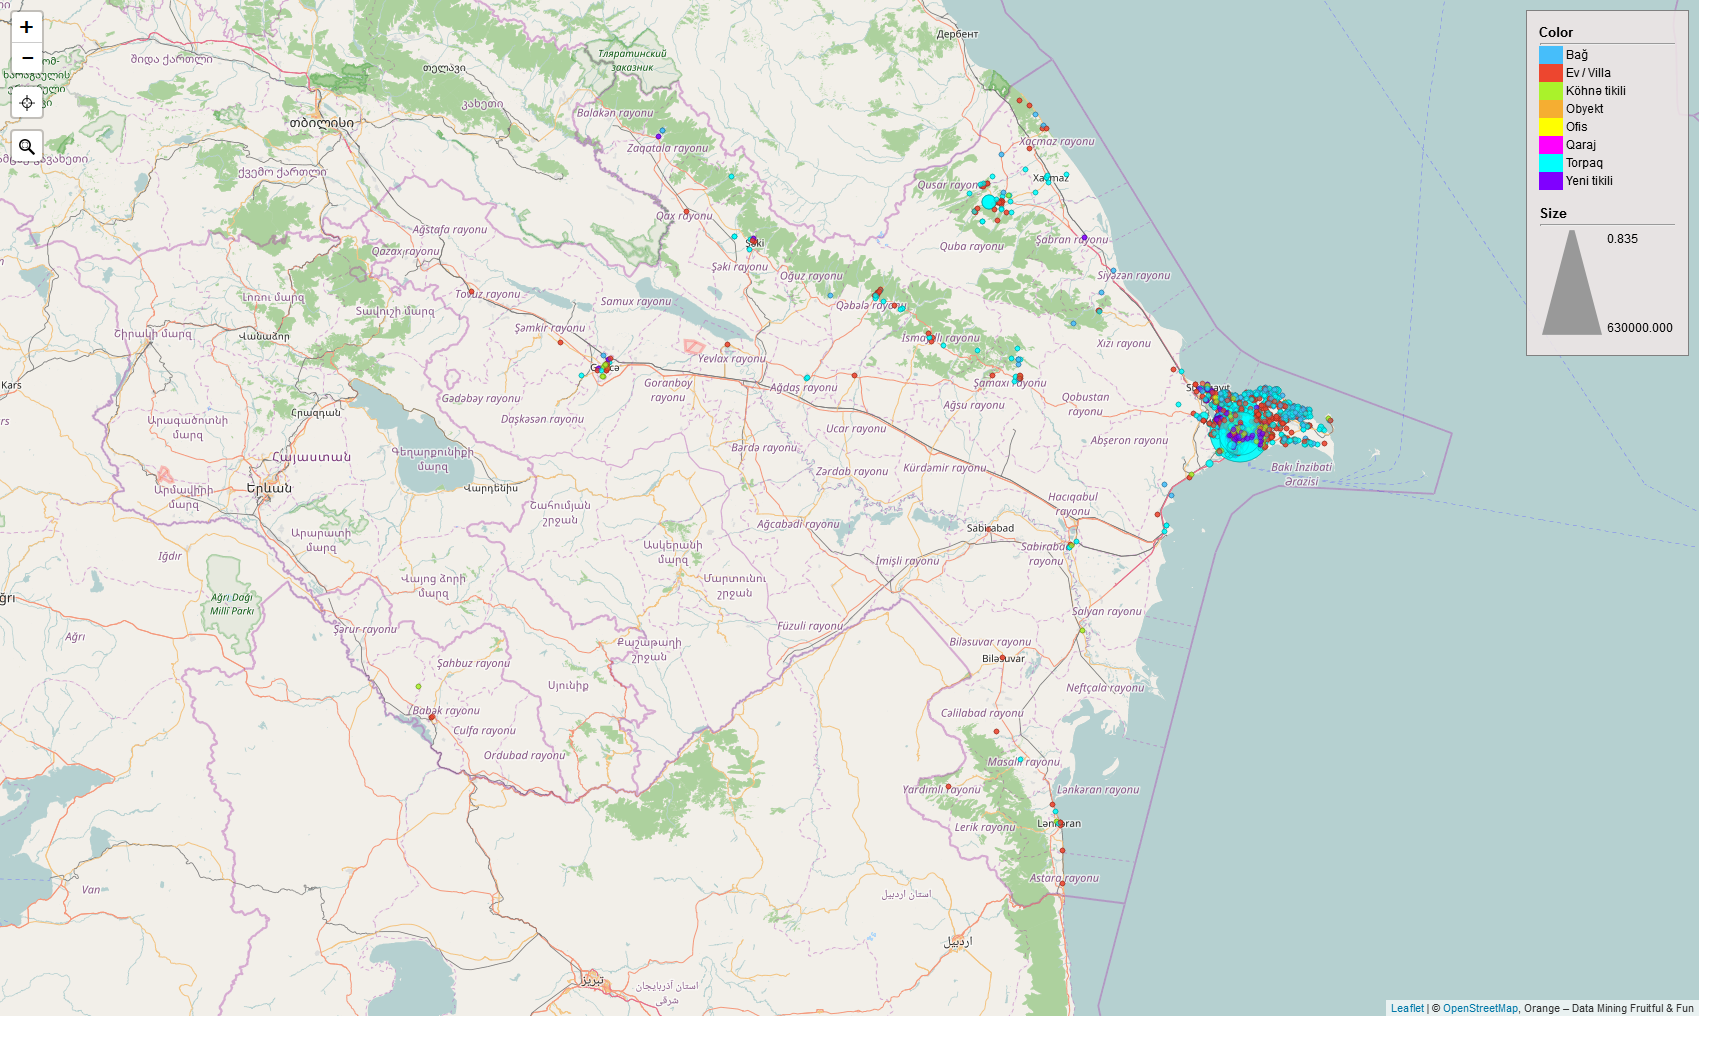 +
−
Color
Bağ
Ev / Villa
Köhnə tikili
Obyekt
Ofis
Qaraj
Torpaq
Yeni tikili
Size
0.835
630000.000
Дербент
Тляратинский
заказник
შიდა ქართლი
თელავი
კახეთი
თბილისი
ქვემო ქართლი
Balakən rayonu
Zaqatala rayonu
Xaçmaz rayonu
Xaçmaz
Qusar rayonu
Qax rayonu
Ağstafa rayonu
Qazax rayonu
Şəki
Şəki rayonu
Quba rayonu
Şabran rayonu
Siyəzən rayonu
Oğuz rayonu
Tovuz rayonu
Samux rayonu
Qəbələ rayonu
Լոռու մարզ
Տավուշի մարզ
Շիրակի մարզ
Վանաձոր
Şəmkir rayonu
İsmayıllı rayonu
Xızı rayonu
Yevlax rayonu
Gəncə
Kars
Goranboy
rayonu
Ağdaş rayonu
Şamaxı rayonu
Sumqayıt
Gədəbəy rayonu
Qobustan
rayonu
Ağsu rayonu
Հրազդան
Daşkəsən rayonu
Արագածոտնի
մարզ
Ucar rayonu
Abşeron rayonu
Bərdə rayonu
Հայաստան
Գեղարքունիքի
մարզ
Zərdab rayonu
Kürdəmir rayonu
Bakı İnzibati
Ərazisi
Երևան
Արմավիրի
մարզ
Վարդենիս
Hacıqabul
rayonu
Շահումյան
շրջան
Ağcabədi rayonu
Sabirabad
Արարատի
մարզ
Ասկերանի
մարզ
Sabirabad
rayonu
Iğdır
İmişli rayonu
Վայոց ձորի
մարզ
Մարտունու
շրջան
Ağrı Dağı
Millî Parkı
Salyan rayonu
Ağrı
Şərur rayonu
Füzuli rayonu
Քաշաթաղի
շրջան
Biləsuvar rayonu
Biləsuvar
Şahbuz rayonu
Սյունիք
Neftçala rayonu
Babək rayonu
Cəlilabad rayonu
Culfa rayonu
Ordubad rayonu
Masallı rayonu
Yardımlı rayonu
Lənkəran rayonu
Lerik rayonu
Lənkəran
Astara rayonu
Van
استان اردبیل
اردبیل
تبریز
استان آذربایجان
شرقی
Leaflet | © OpenStreetMap, Orange – Data Mining Fruitful & Fun